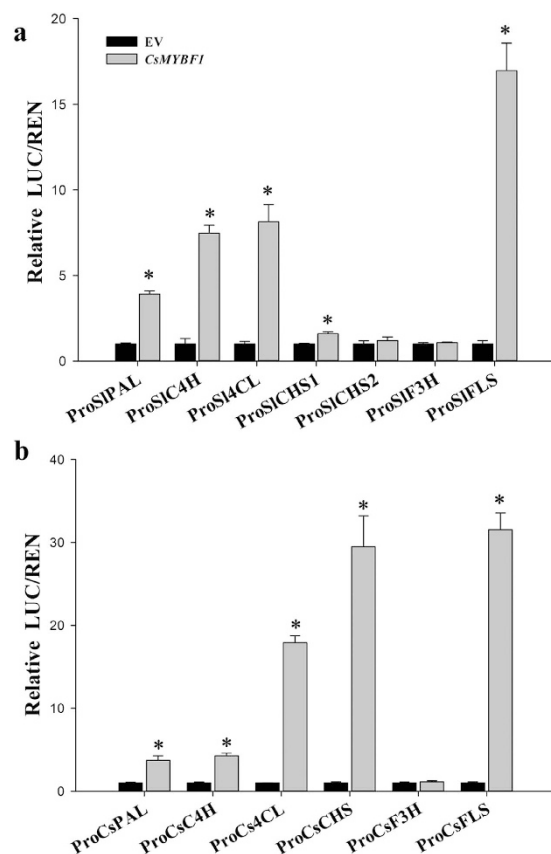 a
EV
CsMYBF1
Relative LUC/REN
20
15
10
5
0
* * * * *
ProSlPAL
ProSlC4H
ProSl4CL
ProSlCHS1
ProSlCHS2
ProSlF3H
ProSlFLS
b
Relative LUC/REN
40
30
20
10
0
* * * * *
ProCsPAL
ProCsC4H
ProCs4CL
ProCsCHS
ProCsF3H
ProCsFLS